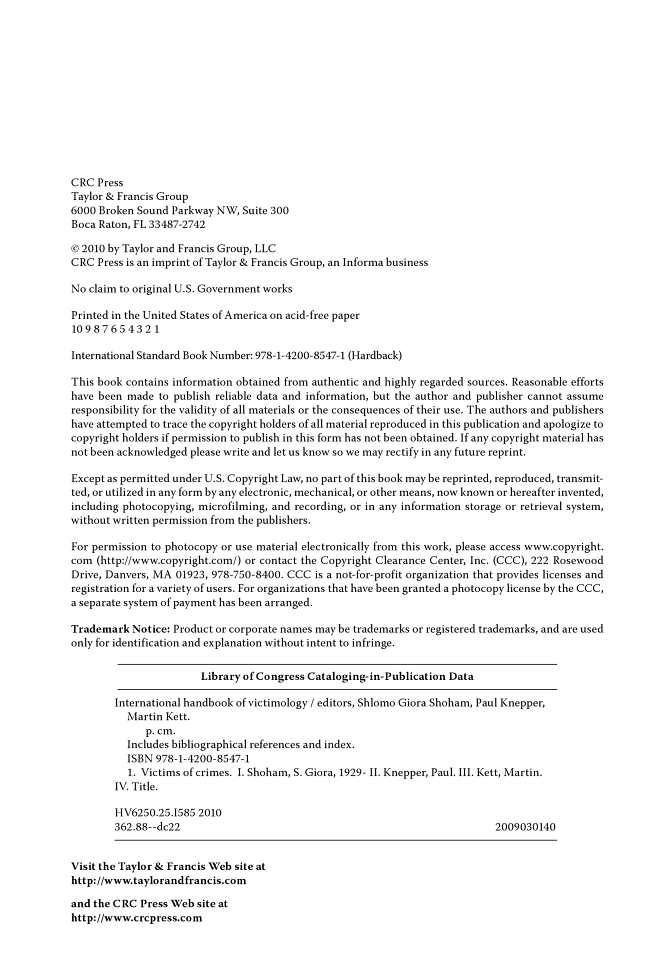 CRC Press
Taylor & Francis Group
6000 Broken Sound Parkway NW, Suite 300
Boca Raton, FL 33487-2742
© 2010 by Taylor and Francis Group, LLC
CRC Press is an imprint of Taylor & Francis Group, an Informa business
No claim to original U.S. Government works
Printed in the United States of America on acid-free paper
10 9 8 7 6 5 4 3 2 1
International Standard Book Number: 978-1-4200-8547-1 (Hardback)
This book contains information obtained from authentic and highly regarded sources. Reasonable efforts
have been made to publish reliable data and information, but the author and publisher cannot assume
responsibility for the validity of all materials or the consequences of their use. The authors and publishers
have attempted to trace the copyright holders of all material reproduced in this publication and apologize to
copyright holders if permission to publish in this form has not been obtained. If any copyright material has
not been acknowledged please write and let us know so we may rectify in any future reprint.
Except as permitted under U.S. Copyright Law, no part of this book may be reprinted, reproduced, transmit-
ted, or utilized in any form by any electronic, mechanical, or other means, now known or hereafter invented,
including photocopying, microfilming, and recording, or in any information storage or retrieval system,
without written permission from the publishers.
For permission to photocopy or use material electronically from this work, please access www.copyright.
com (http://www.copyright.com/) or contact the Copyright Clearance Center, Inc. (CCC), 222 Rosewood
Drive, Danvers, MA 01923, 978-750-8400. CCC is a not-for-profit organization that provides licenses and
registration for a variety of users. For organizations that have been granted a photocopy license by the CCC,
a separate system of payment has been arranged.
Trademark Notice: Product or corporate names may be trademarks or registered trademarks, and are used
only for identification and explanation without intent to infringe.
Library of Congress Cataloging-in-Publication Data
International handbook of victimology / editors, Shlomo Giora Shoham, Paul Knepper,
Martin Kett.
p. cm.
Includes bibliographical references and index.
ISBN 978-1-4200-8547-1
1. Victims of crimes. I. Shoham, S. Giora, 1929- II. Knepper, Paul. III. Kett, Martin.
IV. Title.
HV6250.25.I585 2010
362.88--dc22 2009030140
Visit the Taylor & Francis Web site at
http://www.taylorandfrancis.com
and the CRC Press Web site at
http://www.crcpress.com